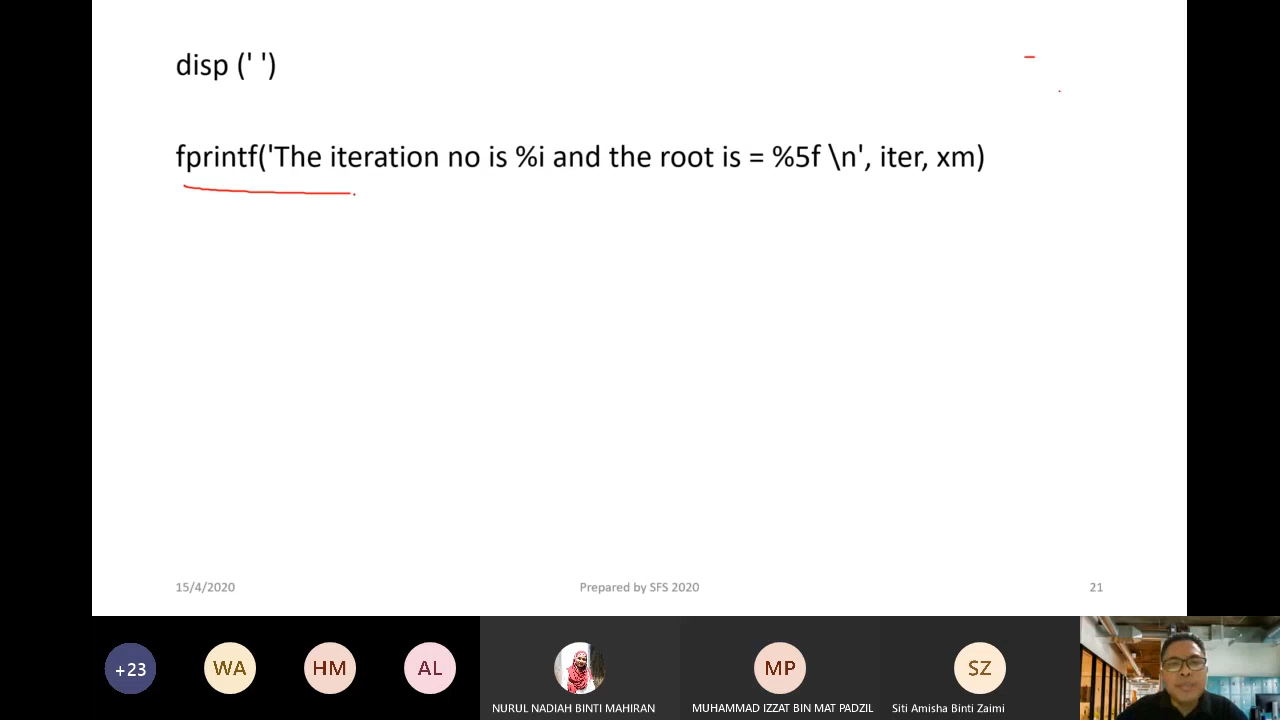 disp (' ')
fprintf('The iteration no is %i and the root is = %5f \n', iter, xm)
15/4/2020 Prepared by SFS 2020 21
+23 WA HM AL MP SZ
NURUL NADIAH BINTI MAHIRAN MUHAMMAD IZZAT BIN MAT PADZIL Siti Amisha Binti Zaimi